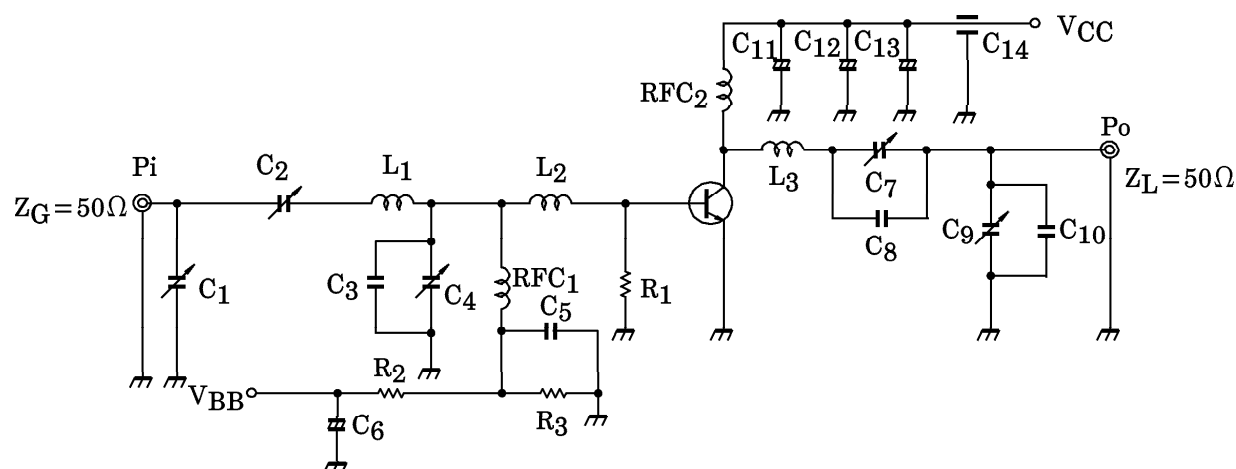 C11
C12
C13
C14
VCC
RFC2
Pi
C2
L1
L2
L3
C7
C8
Po
ZL=50Ω
ZG=50Ω
C1
C3
C4
RFC1
C5
R1
C9
C10
VBB
R2
R3
C6